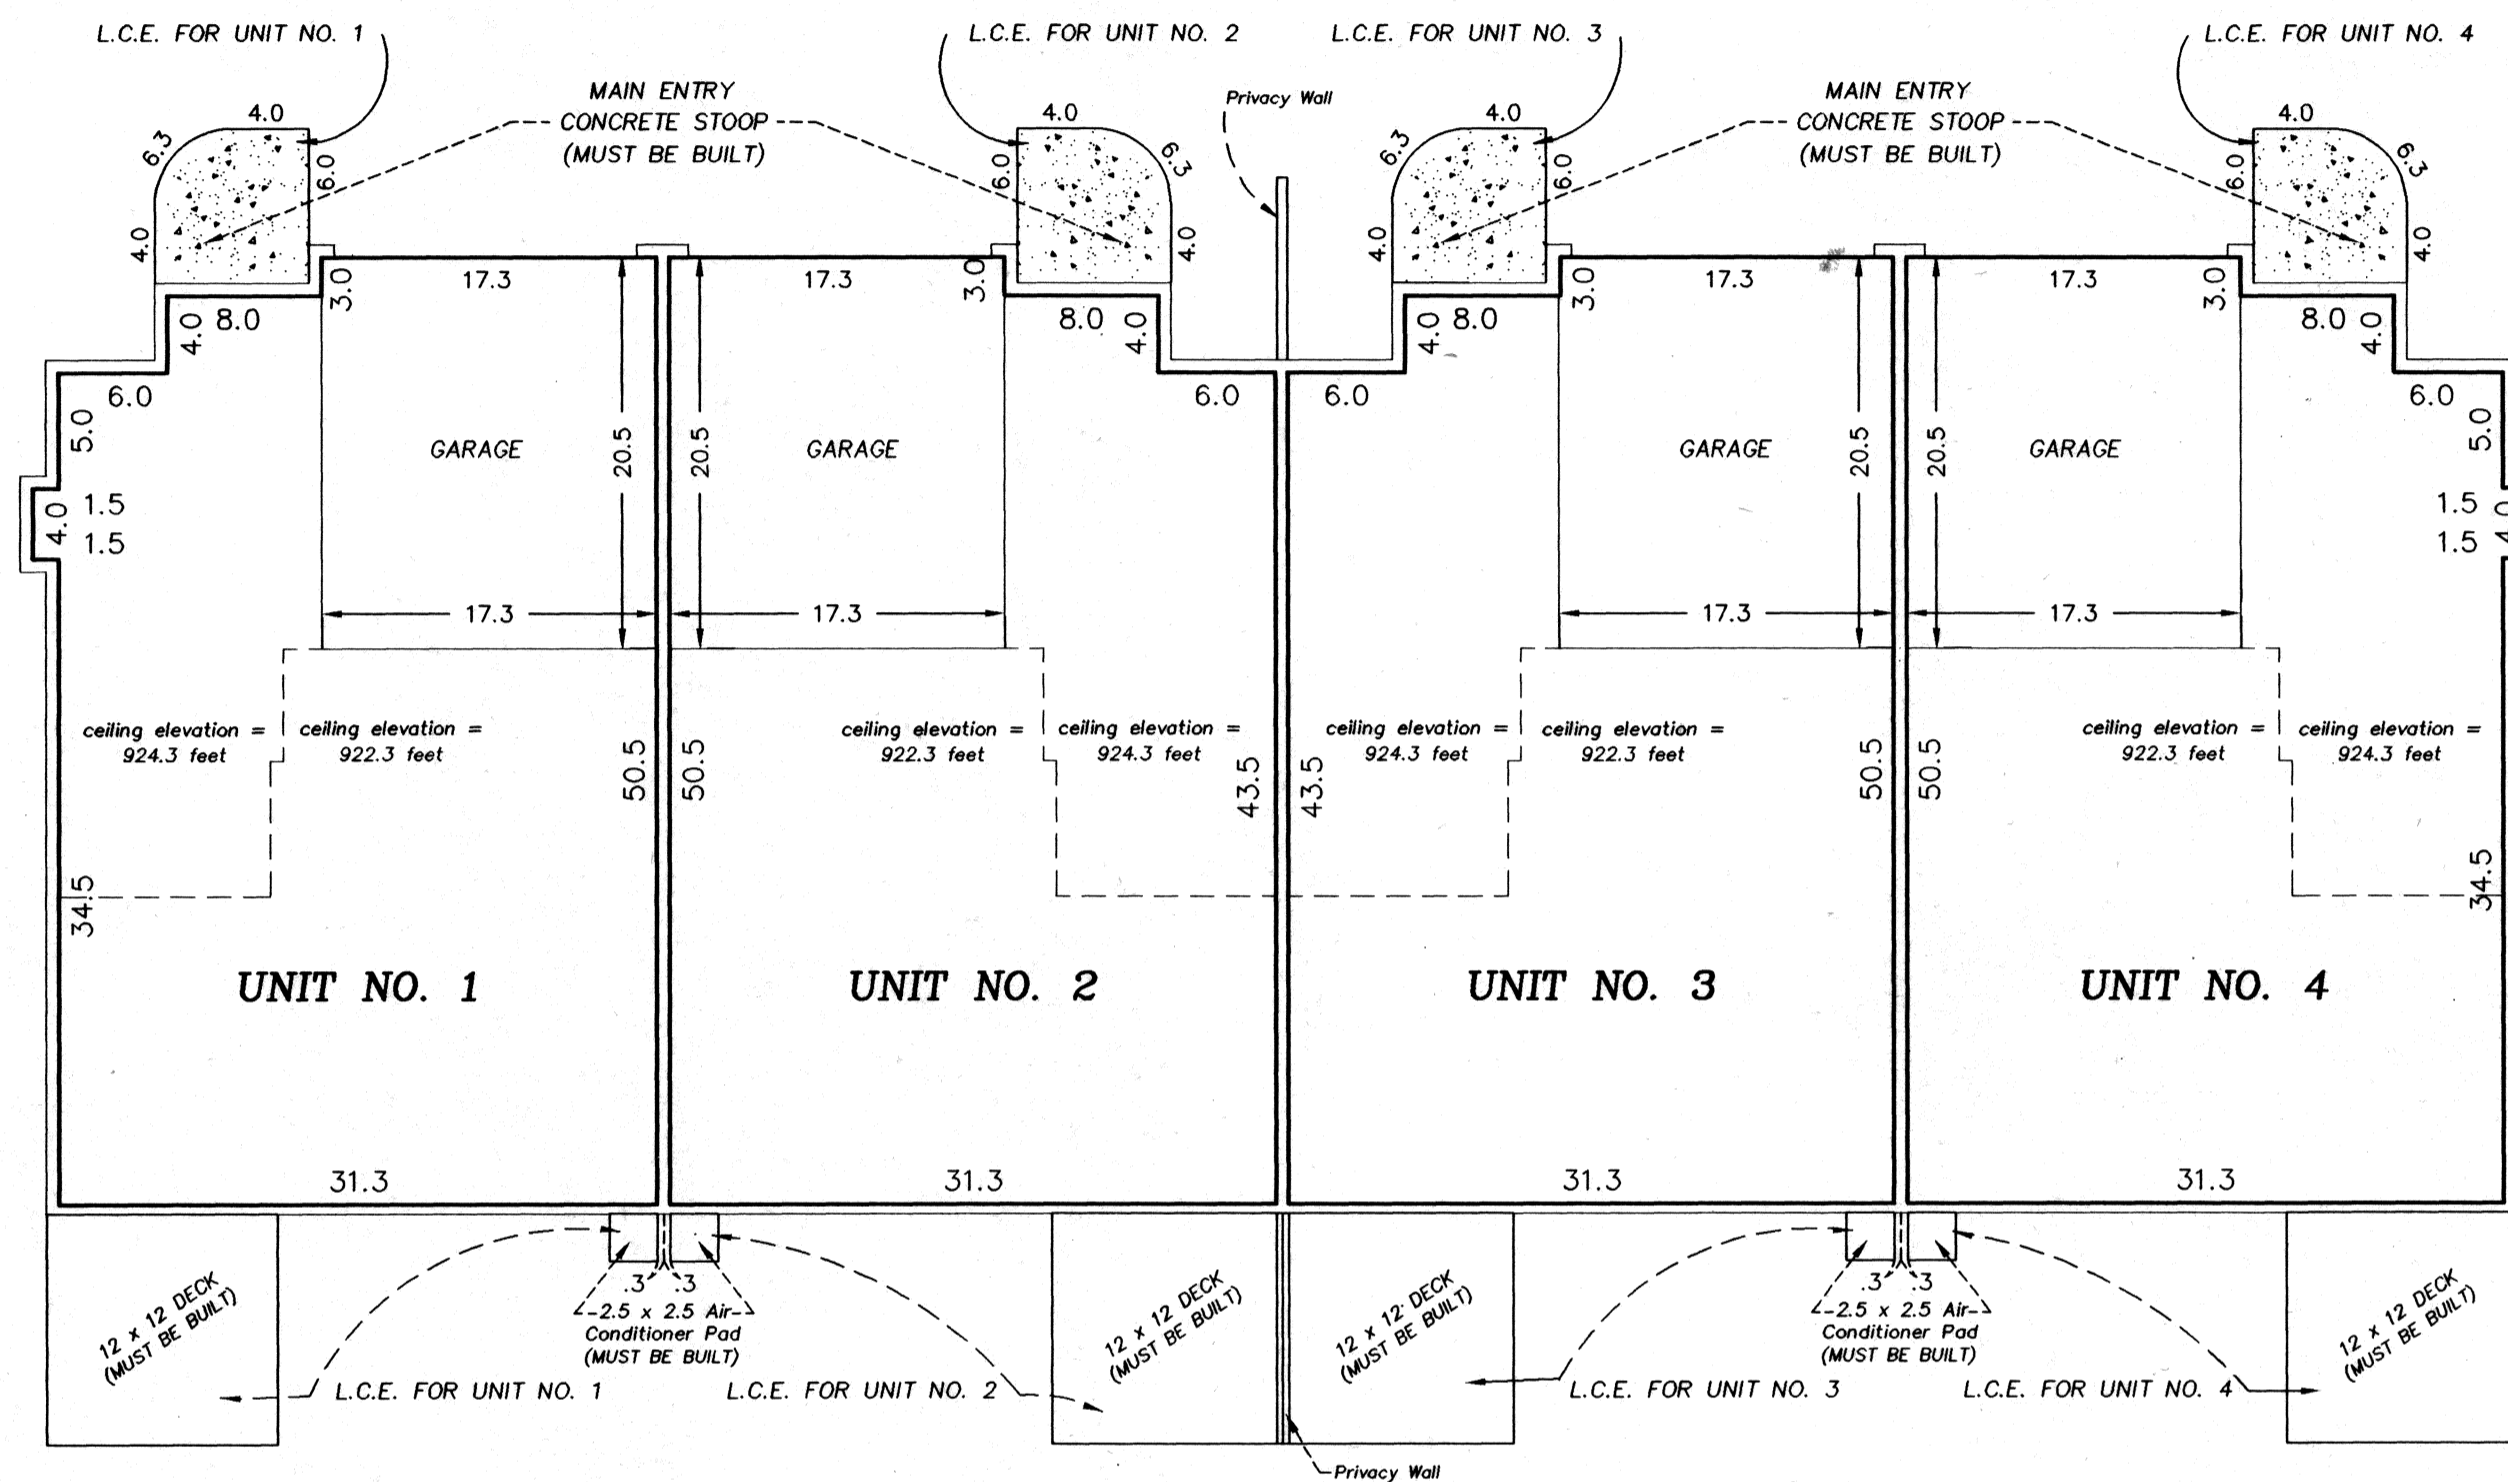 L.C.E. FOR UNIT NO. 1
L.C.E. FOR UNIT NO. 2
L.C.E. FOR UNIT NO. 3
L.C.E. FOR UNIT NO. 4
MAIN ENTRY
CONCRETE STOOP
(MUST BE BUILT)
Privacy Wall
MAIN ENTRY
CONCRETE STOOP
(MUST BE BUILT)
4.0
6.3
6.0
4.0
4.0
6.0
6.3
4.0
4.0
6.3
6.0
4.0
4.0
6.0
6.3
4.0
3.0
17.3
17.3
3.0
3.0
17.3
17.3
3.0
4.0
8.0
8.0
4.0
4.0
8.0
8.0
4.0
6.0
6.0
6.0
6.0
5.0
5.0
GARAGE
20.5
20.5
GARAGE
GARAGE
20.5
20.5
GARAGE
4.0
1.5
1.5
1.5
1.5
17.3
17.3
17.3
17.3
ceiling elevation =
924.3 feet
ceiling elevation =
922.3 feet
ceiling elevation =
922.3 feet
ceiling elevation =
924.3 feet
ceiling elevation =
924.3 feet
ceiling elevation =
922.3 feet
ceiling elevation =
922.3 feet
ceiling elevation =
924.3 feet
50.5
50.5
43.5
43.5
50.5
50.5
34.5
34.5
UNIT NO. 1
UNIT NO. 2
UNIT NO. 3
UNIT NO. 4
31.3
31.3
31.3
31.3
12 x 12 DECK
(MUST BE BUILT)
.3
.3
2.5 x 2.5 Air-
Conditioner Pad
(MUST BE BUILT)
12 x 12 DECK
(MUST BE BUILT)
12 x 12 DECK
(MUST BE BUILT)
.3
.3
2.5 x 2.5 Air-
Conditioner Pad
(MUST BE BUILT)
12 x 12 DECK
(MUST BE BUILT)
L.C.E. FOR UNIT NO. 1
L.C.E. FOR UNIT NO. 2
L.C.E. FOR UNIT NO. 3
L.C.E. FOR UNIT NO. 4
Privacy Wall